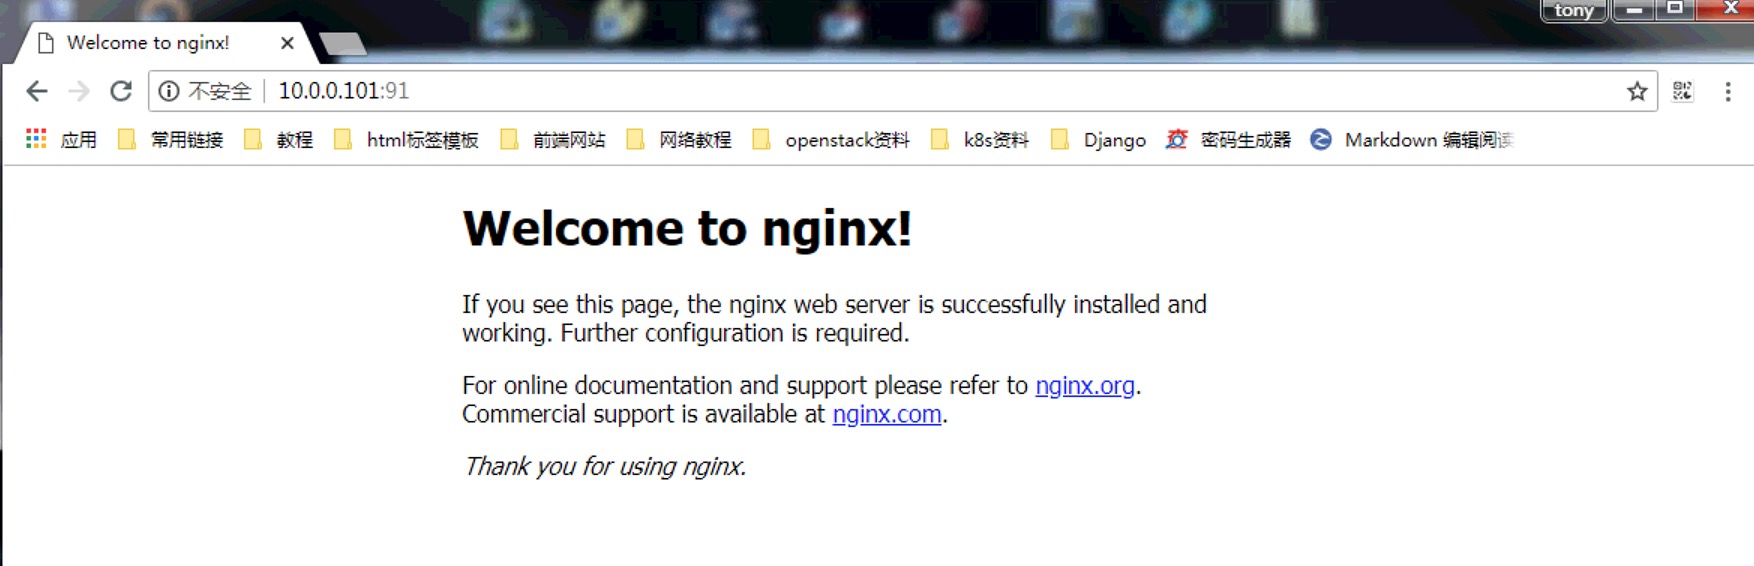 tony
Welcome to nginx!
不安全 10.0.0.101:91
应用 常用链接 教程 html标签模板 前端网站 网络教程 openstack资料 k8s资料 Django 密码生成器 Markdown 编辑阅读
Welcome to nginx!
If you see this page, the nginx web server is successfully installed and
working. Further configuration is required.
For online documentation and support please refer to nginx.org.
Commercial support is available at nginx.com.
Thank you for using nginx.